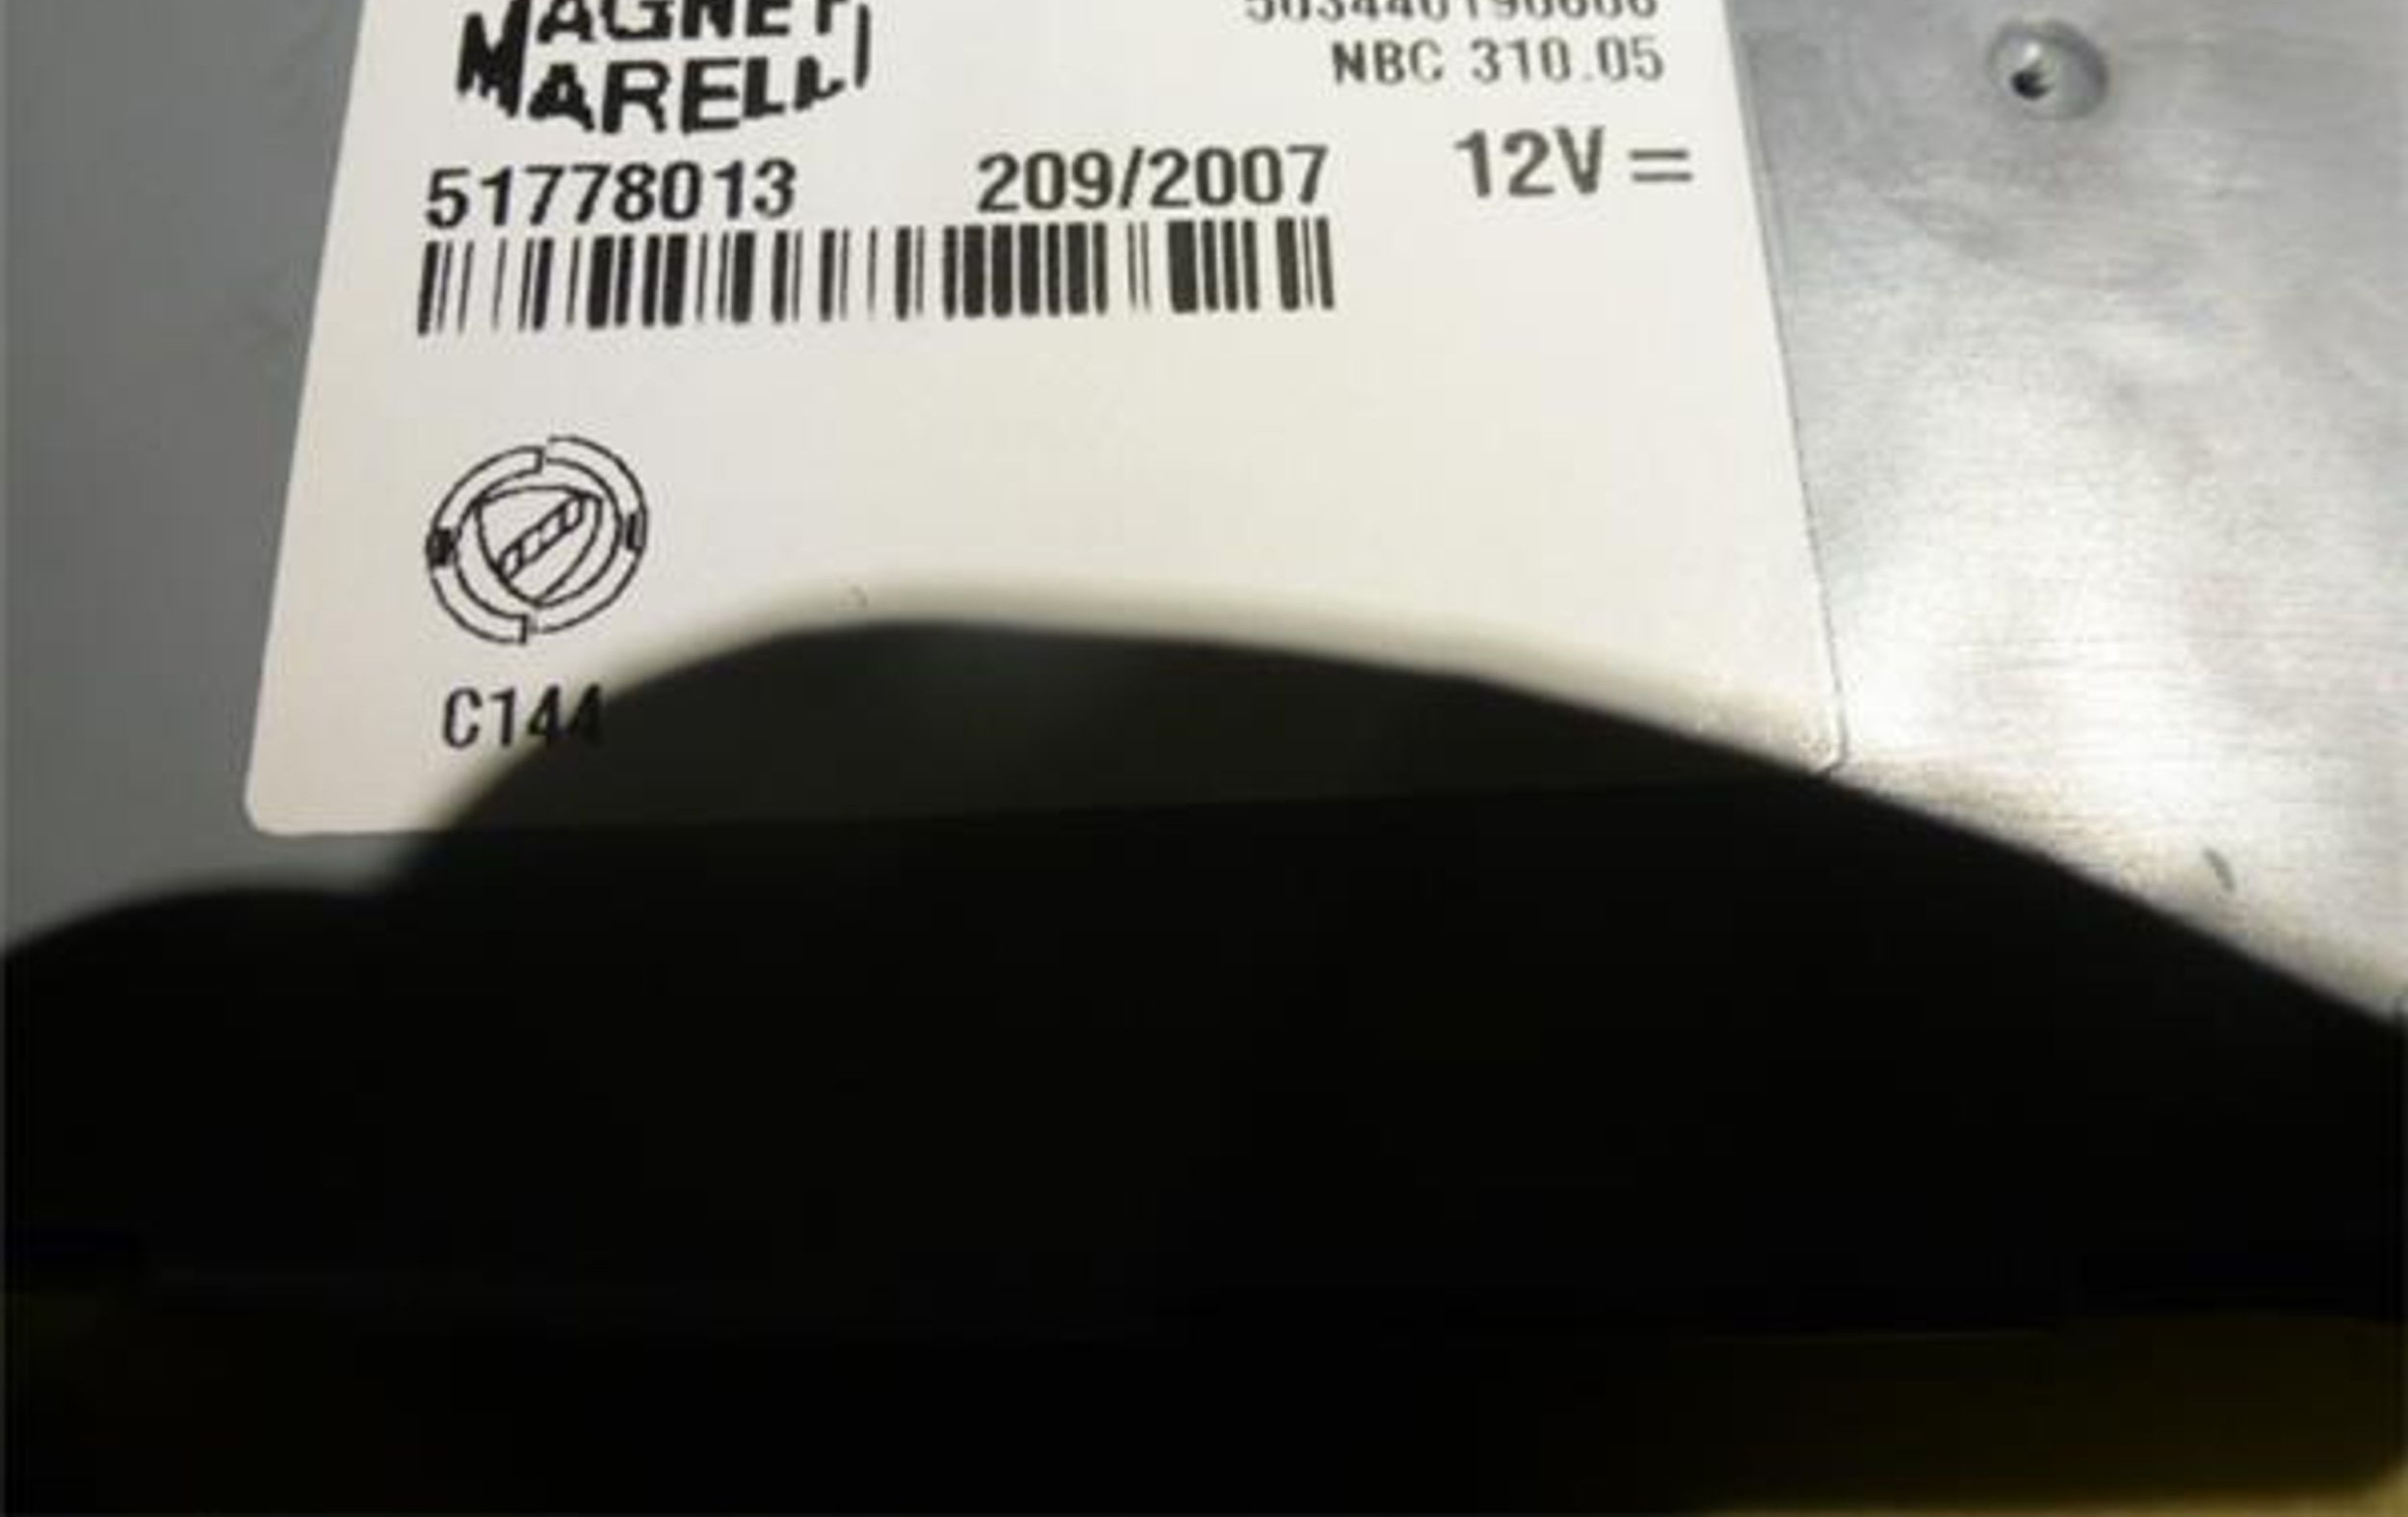 MAGNETI
MARELLI
NBC 310.05
51778013 209/2007 12V =
C144